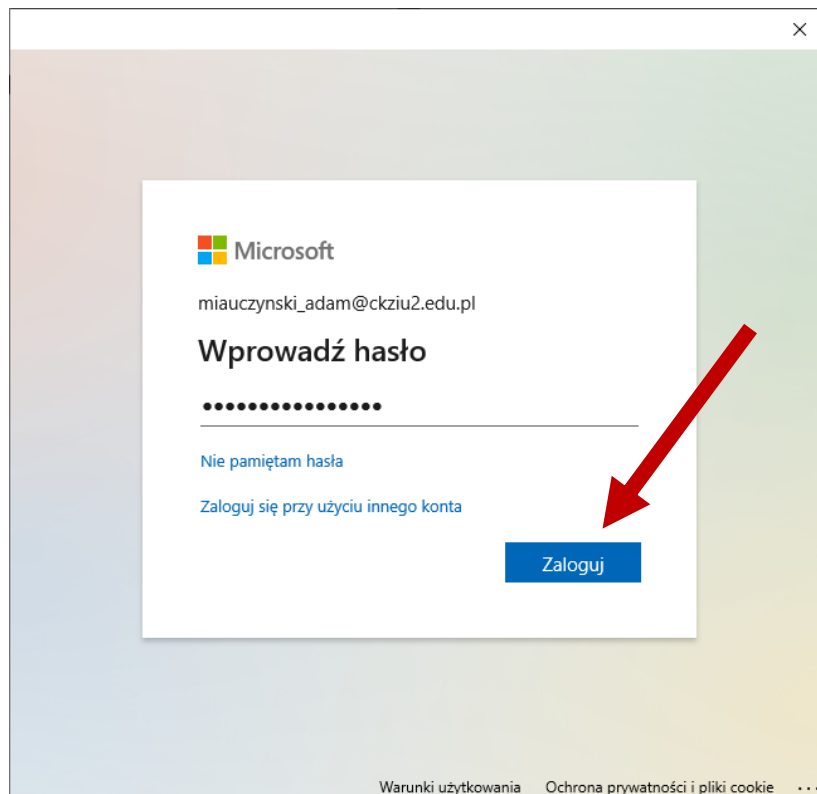 Microsoft
miauczynski_adam@ckziu2.edu.pl
Wprowadź hasło
••••••••••••••••
Nie pamiętam hasła
Zaloguj się przy użyciu innego konta
Zaloguj
Warunki użytkowania Ochrona prywatności i pliki cookie ...